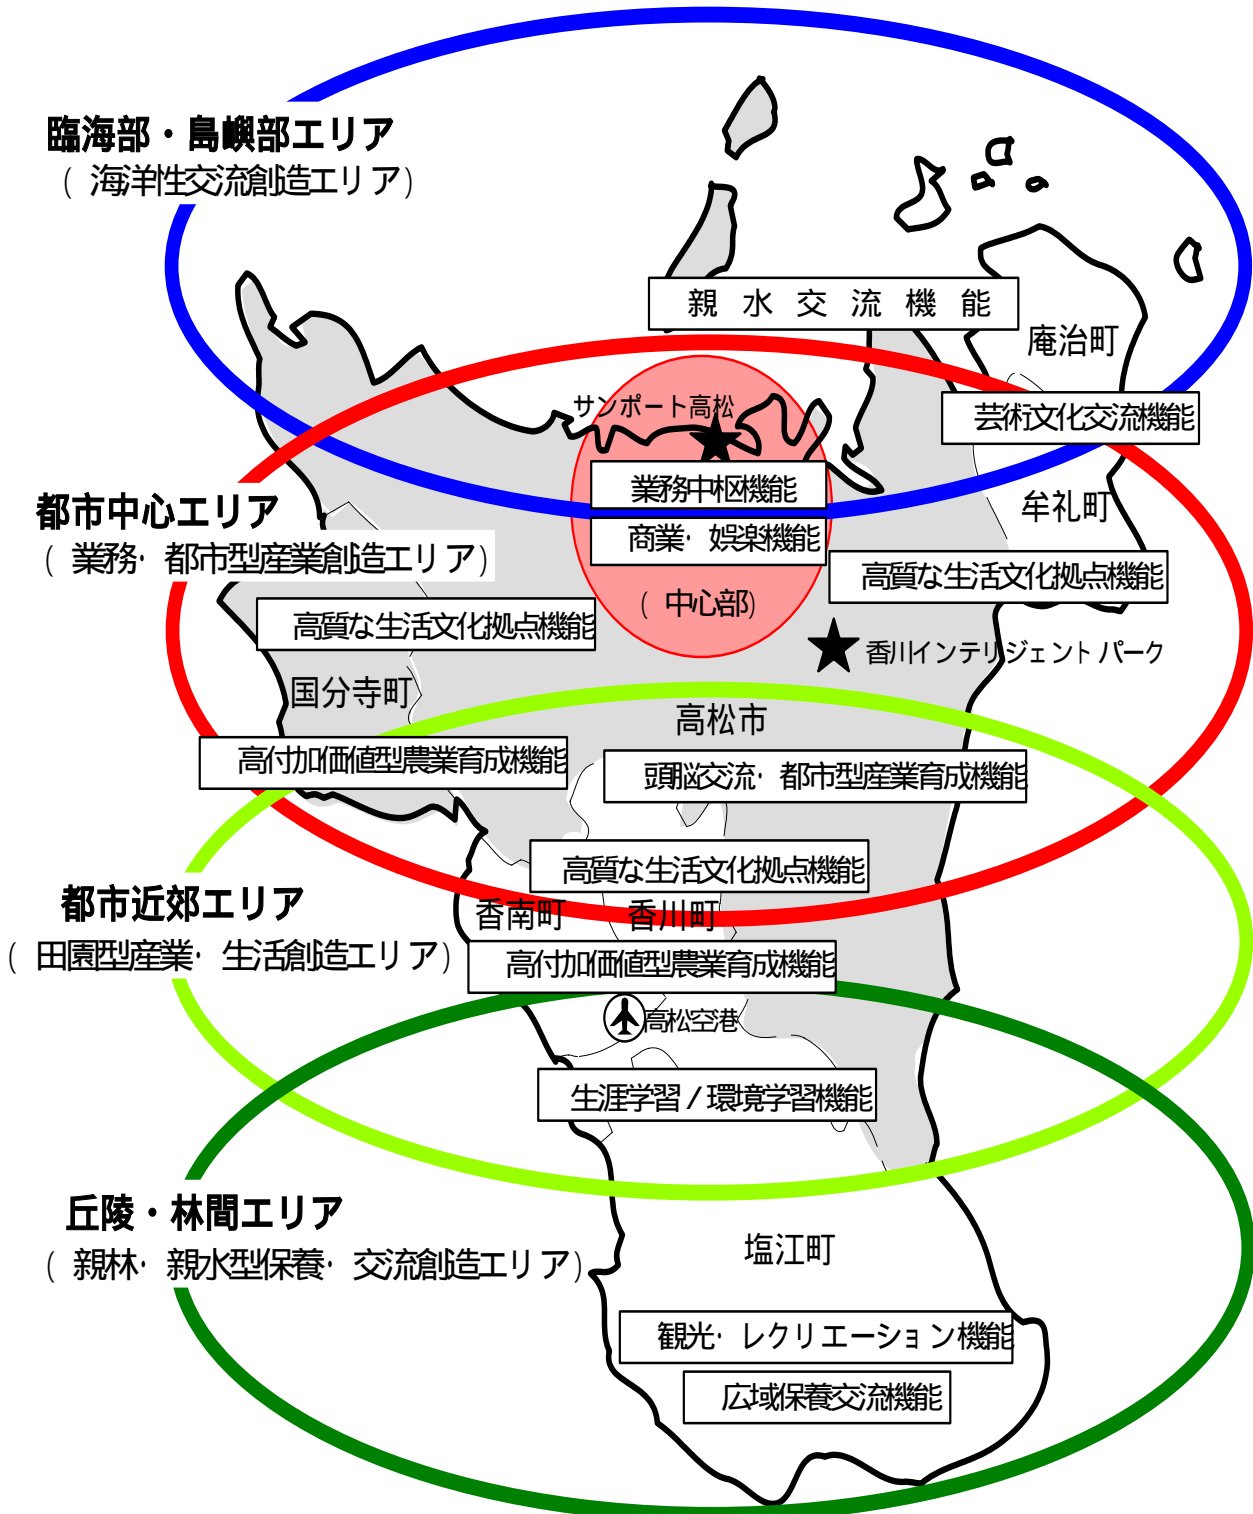 臨海部・島嶼部エリア
(海洋性交流創造エリア)
親水交流機能
庵治町
サンポート高松
芸術文化交流機能
業務中枢機能
都市中心エリア
牟礼町
(業務・都市型産業創造エリア)
商業・娯楽機能
高質な生活文化拠点機能
(中心部)
高質な生活文化拠点機能
香川インテリジェントパーク
国分寺町
高松市
高付加価値型農業育成機能
頭脳交流・都市型産業育成機能
高質な生活文化拠点機能
都市近郊エリア
香南町
香川町
(田園型産業・生活創造エリア)
高付加価値型農業育成機能
高松空港
生涯学習/環境学習機能
丘陵・林間エリア
(親林・親水型保養・交流創造エリア)
塩江町
観光・レクリエーション機能
広域保養交流機能